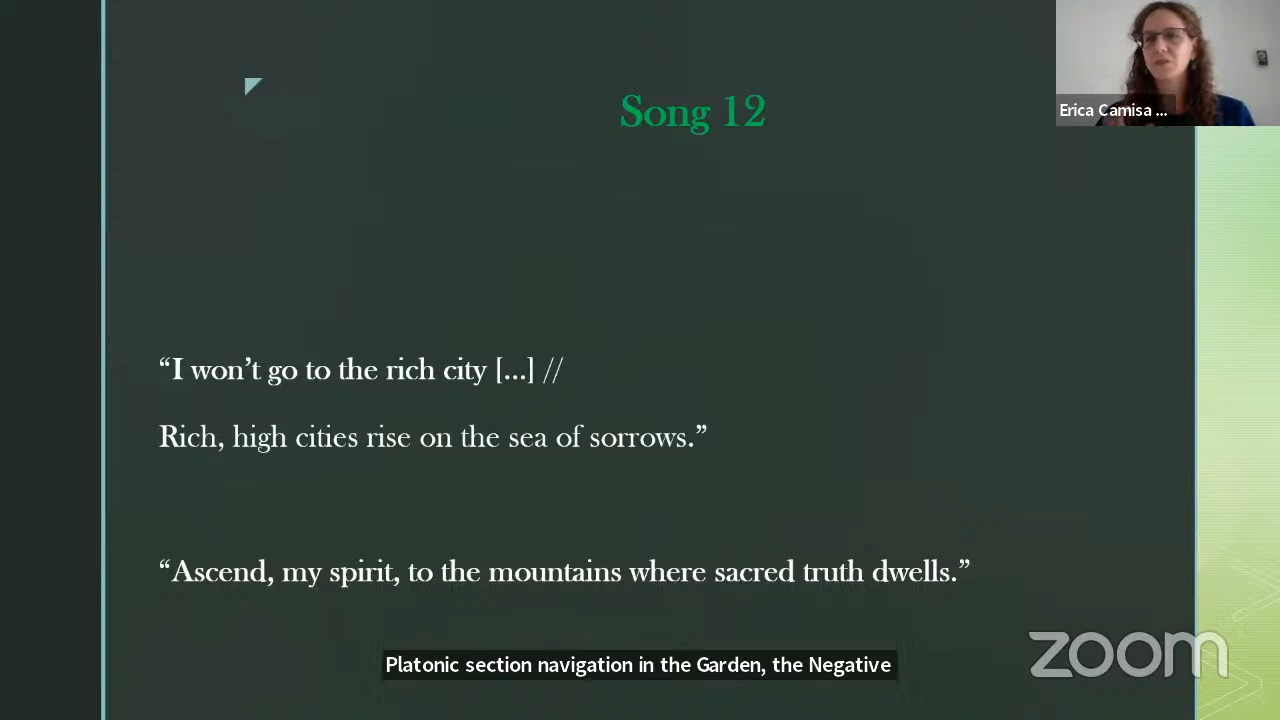 Song 12
Erica Camisa ...
“I won’t go to the rich city [...] //
Rich, high cities rise on the sea of sorrows.”
“Ascend, my spirit, to the mountains where sacred truth dwells.”
Platonic section navigation in the Garden, the Negative
zoom